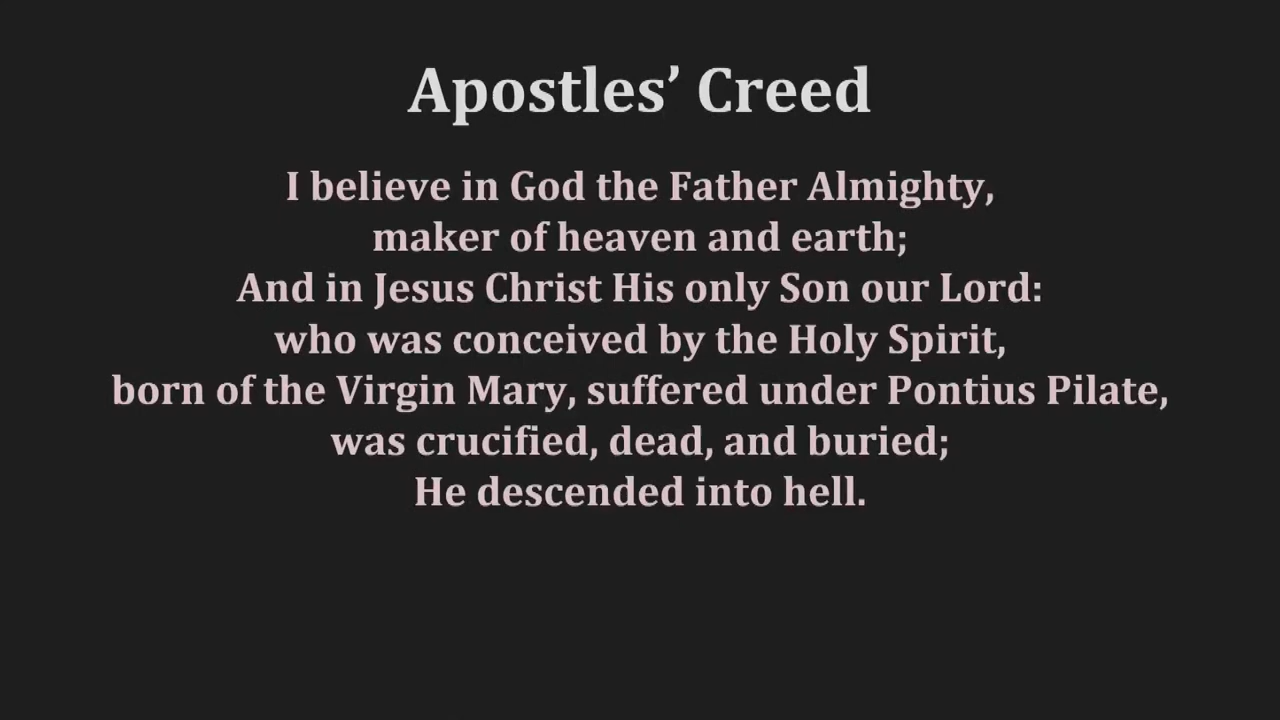 Apostles’ Creed
I believe in God the Father Almighty,
maker of heaven and earth;
And in Jesus Christ His only Son our Lord:
who was conceived by the Holy Spirit,
born of the Virgin Mary, suffered under Pontius Pilate,
was crucified, dead, and buried;
He descended into hell.